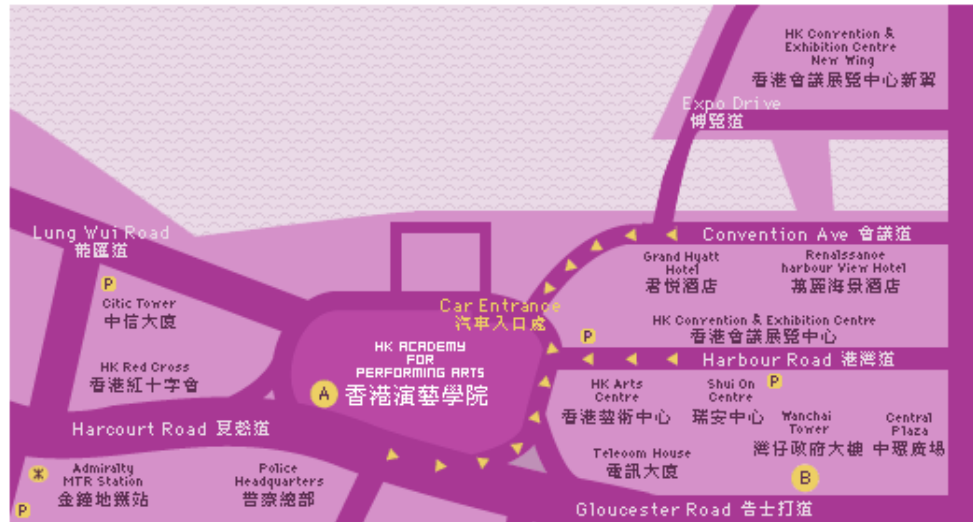 HK Convention &
Exhibition Centre
New Wing
香港會議展覽中心新翼
Expo Drive
博覽道
Lung Wui Road
龍匯道
Convention Ave 會議道
Grand Hyatt
Hotel
君悅酒店
Renaissance
harbour View Hotel
萬麗海景酒店
P
Citic Tower
中信大廈
Car Entrance
汽車入口處
HK Convention & Exhibition Centre
香港會議展覽中心
P
HK ACADEMY
FOR
PERFORMING ARTS
香港演藝學院
A
Harbour Road 港灣道
HK Red Cross
香港紅十字會
HK Arts
Centre
香港藝術中心
Shui On
Centre
瑞安中心
P
Wanchai
Tower
灣仔政府大樓
Central
Plaza
中環廣場
Harcourt Road 夏慤道
Telecom House
電訊大廈
B
Admiralty
MTR Station
金鐘地鐵站
Police
Headquarters
警察總部
P
Gloucester Road 告士打道